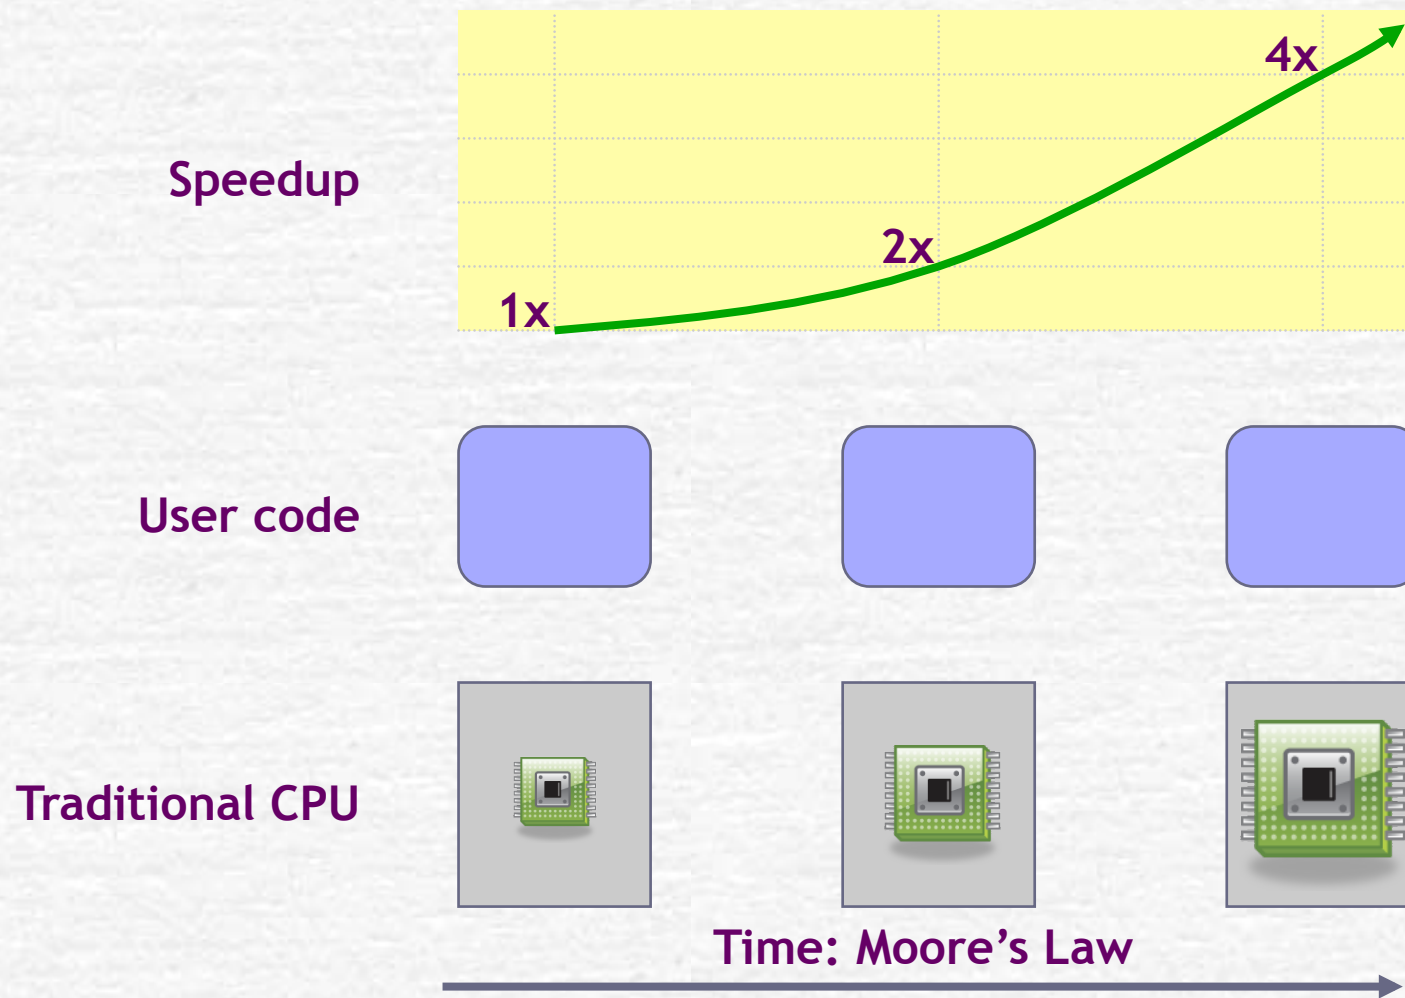 4x
Speedup
2x
1x
User code
Traditional CPU
Time: Moore’s Law